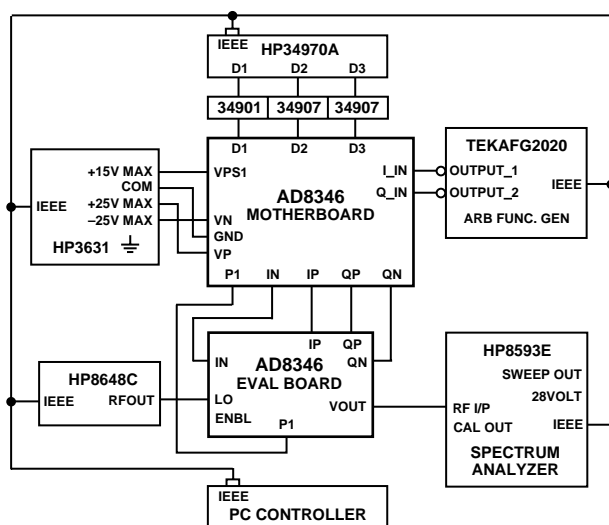 IEEE
HP34970A
D1 D2 D3
34901 34907 34907
D1 D2 D3
+15V MAX
COM
+25V MAX
–25V MAX
IEEE
HP3631
VPS1
VN
GND
VP
AD8346
MOTHERBOARD
I_IN
Q_IN
P1 IN IP QP QN
TEKAFG2020
OUTPUT_1
OUTPUT_2
IEEE
ARB FUNC. GEN
HP8648C
IEEE RFOUT
IP QP
IN QN
AD8346
EVAL BOARD
LO
ENBL
VOUT
P1
HP8593E
SWEEP OUT
28VOLT
RF I/P
CAL OUT
IEEE
SPECTRUM
ANALYZER
IEEE
PC CONTROLLER